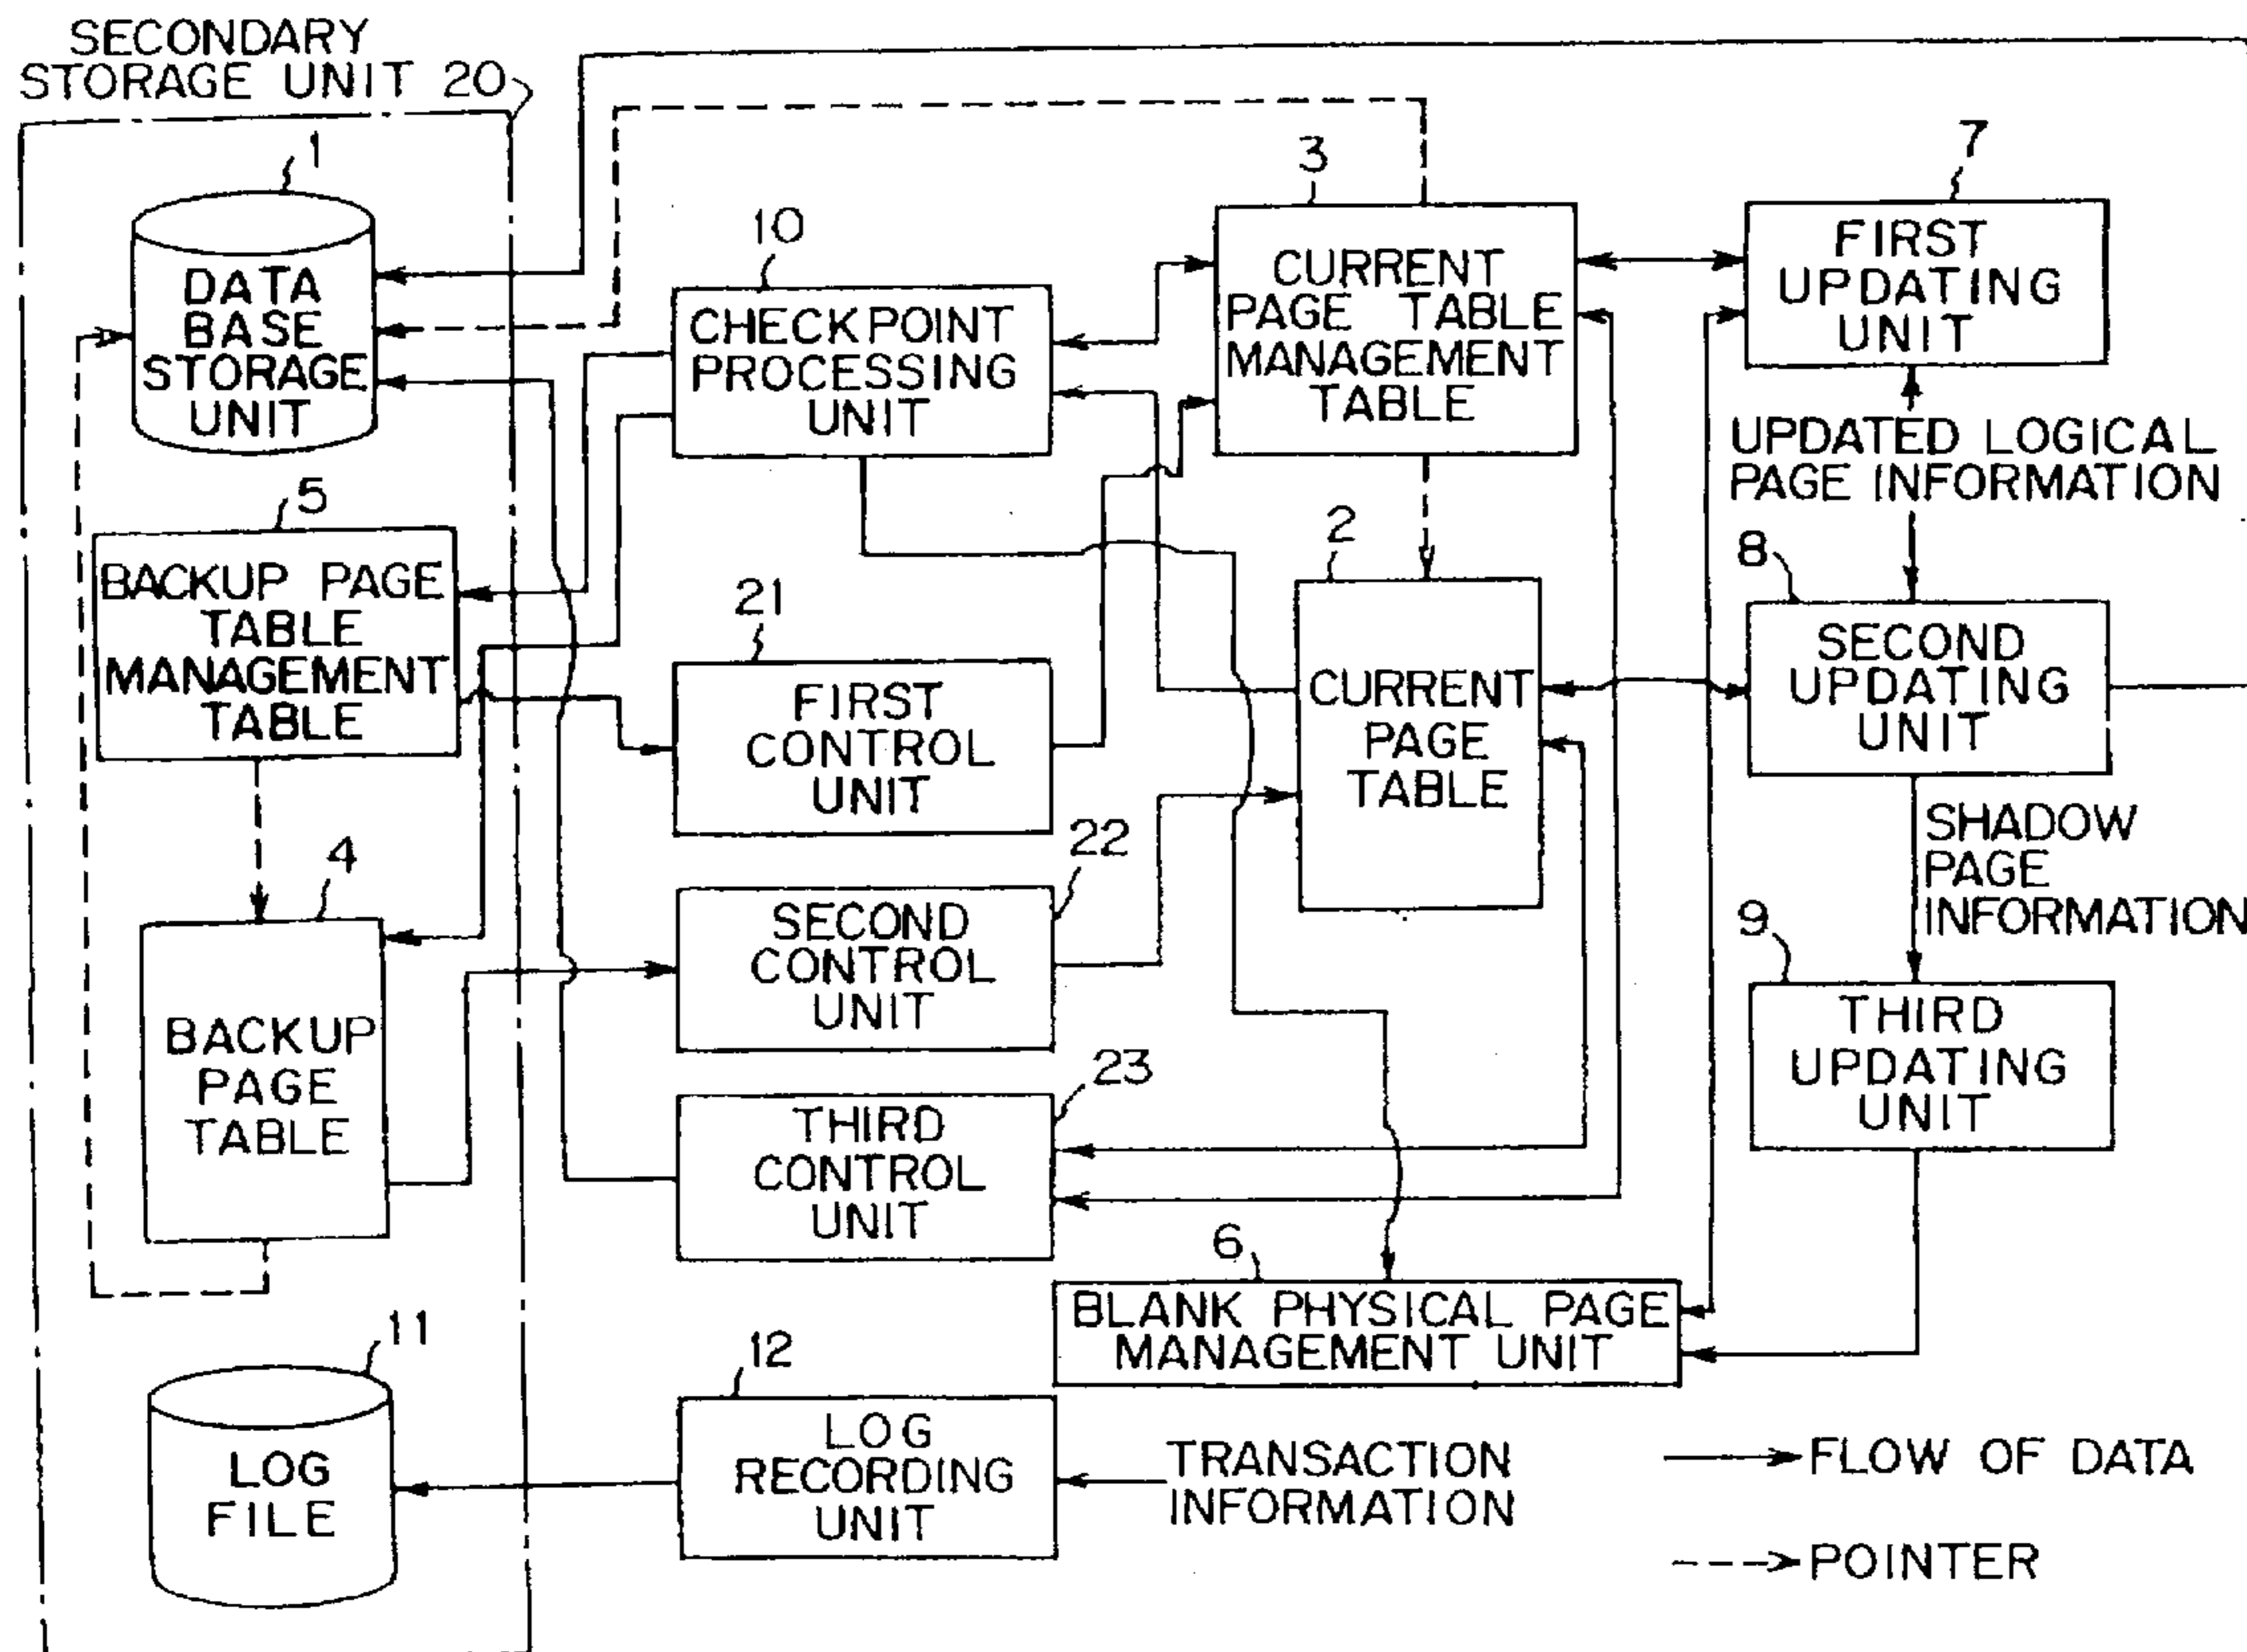 SECONDARY
STORAGE UNIT 20
1
DATA
BASE
STORAGE
UNIT
10
CHECKPOINT
PROCESSING
UNIT
3
CURRENT
PAGE TABLE
MANAGEMENT
TABLE
7
FIRST
UPDATING
UNIT
UPDATED LOGICAL
PAGE INFORMATION
5
BACKUP PAGE
TABLE
MANAGEMENT
TABLE
21
FIRST
CONTROL
UNIT
2
CURRENT
PAGE
TABLE
8
SECOND
UPDATING
UNIT
SHADOW
PAGE
INFORMATION
4
BACKUP
PAGE
TABLE
22
SECOND
CONTROL
UNIT
9
THIRD
UPDATING
UNIT
23
THIRD
CONTROL
UNIT
6
BLANK PHYSICAL PAGE
MANAGEMENT UNIT
11
LOG
FILE
12
LOG
RECORDING
UNIT
TRANSACTION
INFORMATION
FLOW OF DATA
POINTER